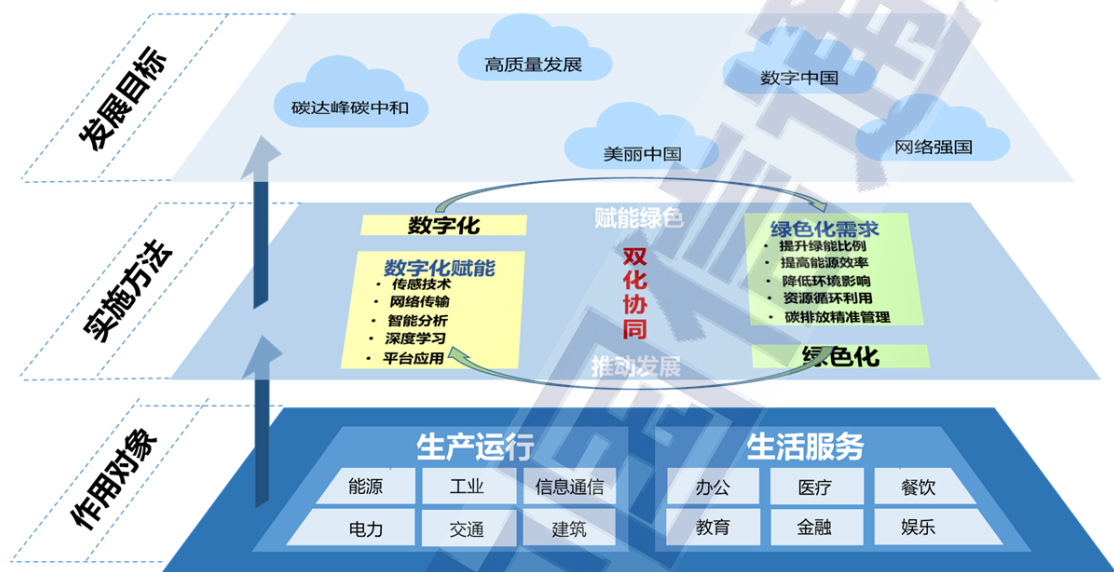 发展目标
碳达峰碳中和
高质量发展
数字中国
美丽中国
网络强国
实施方法
数字化
数字化赋能
• 传感技术
• 网络传输
• 智能分析
• 深度学习
• 平台应用
赋能绿色
双
化
协
同
推动发展
绿色化需求
• 提升绿能比例
• 提高能源效率
• 降低环境影响
• 资源循环利用
• 碳排放精准管理
绿色化
作用对象
生产运行
能源 工业 信息通信
电力 交通 建筑
生活服务
办公 医疗 餐饮
教育 金融 娱乐